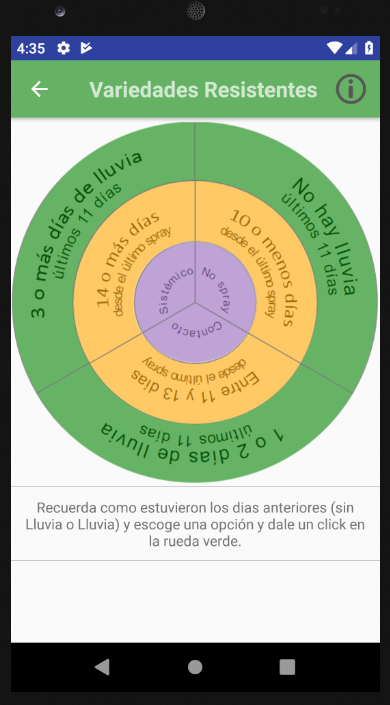 4:35
Variedades Resistentes
3 o más días de lluvia
últimos 11 días
No hay lluvia
últimos 11 días
1 o 2 días de lluvia
últimos 11 días
14 o más días
desde el último spray
10 o menos días
desde el último spray
Entre 11 y 13 días
desde el último spray
Sistémico
No spray
Contacto
Recuerda como estuvieron los dias anteriores (sin
Lluvia o Lluvia) y escoge una opción y dale un click en
la rueda verde.